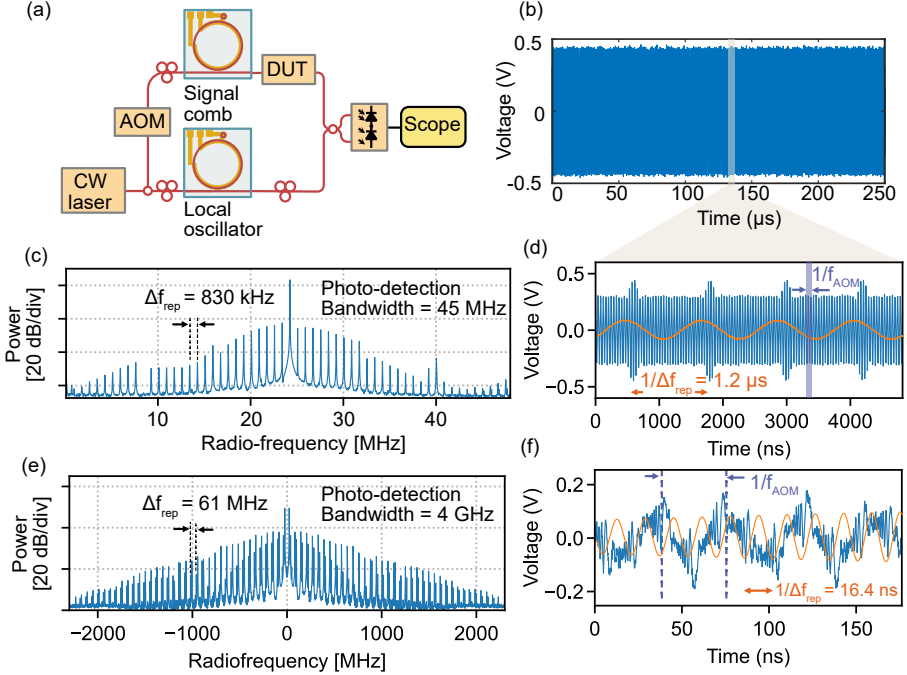 (a)
Signal
comb
DUT
AOM
Scope
CW
laser
Local
oscillator
(b)
Voltage (V)
0.5
0
-0.5
0
50
100
150
200
250
Time (µs)
(c)
Power
[20 dB/div]
Δf_rep = 830 kHz
Photo-detection
Bandwidth = 45 MHz
10
20
30
40
Radio-frequency [MHz]
(d)
Voltage (V)
0.5
0.0
−0.5
1/f_AOM
1/Δf_rep = 1.2 µs
0
1000
2000
3000
4000
Time (ns)
(e)
Power
[20 dB/div]
Δf_rep = 61 MHz
Photo-detection
Bandwidth = 4 GHz
−2000
−1000
0
1000
2000
Radiofrequency [MHz]
(f)
Voltage (V)
0.2
0.0
−0.2
1/f_AOM
1/Δf_rep = 16.4 ns
0
50
100
150
Time (ns)